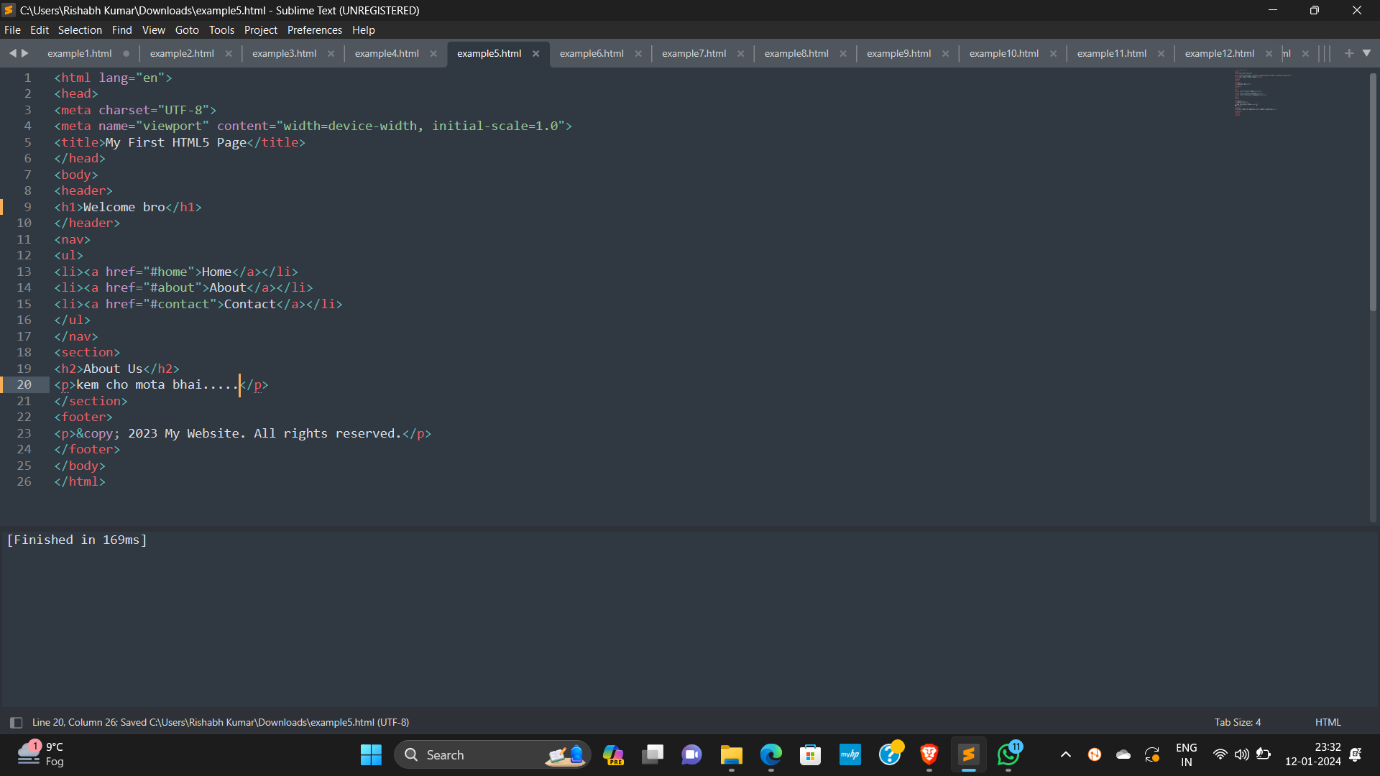 C:\Users\Rishabh Kumar\Downloads\example5.html - Sublime Text (UNREGISTERED)
File Edit Selection Find View Goto Tools Project Preferences Help
example1.html example2.html example3.html example4.html example5.html example6.html example7.html example8.html example9.html example10.html example11.html example12.html ml
1 <html lang="en">
2 <head>
3 <meta charset="UTF-8">
4 <meta name="viewport" content="width=device-width, initial-scale=1.0">
5 <title>My First HTML5 Page</title>
6 </head>
7 <body>
8 <header>
9 <h1>Welcome bro</h1>
10 </header>
11 <nav>
12 <ul>
13 <li><a href="#home">Home</a></li>
14 <li><a href="#about">About</a></li>
15 <li><a href="#contact">Contact</a></li>
16 </ul>
17 </nav>
18 <section>
19 <h2>About Us</h2>
20 <p>kem cho mota bhai.....</p>
21 </section>
22 <footer>
23 <p>&copy; 2023 My Website. All rights reserved.</p>
24 </footer>
25 </body>
26 </html>
[Finished in 169ms]
Line 20, Column 26; Saved C:\Users\Rishabh Kumar\Downloads\example5.html (UTF-8) Tab Size: 4 HTML
1 9°C
Fog
Search
PRE
myhp
11
ENG
IN
23:32
12-01-2024